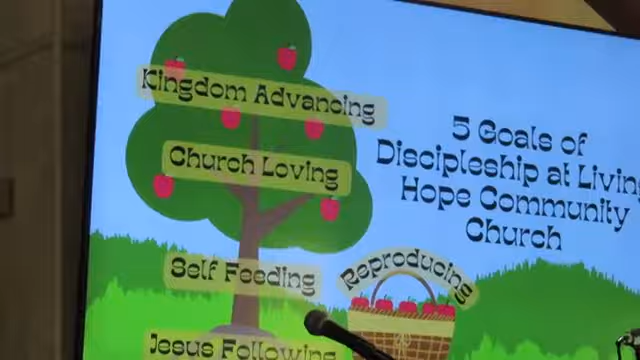 Kingdom Advancing
Church Loving
Self Feeding
Jesus Following
Reproducing
5 Goals of
Discipleship at Living
Hope Community
Church